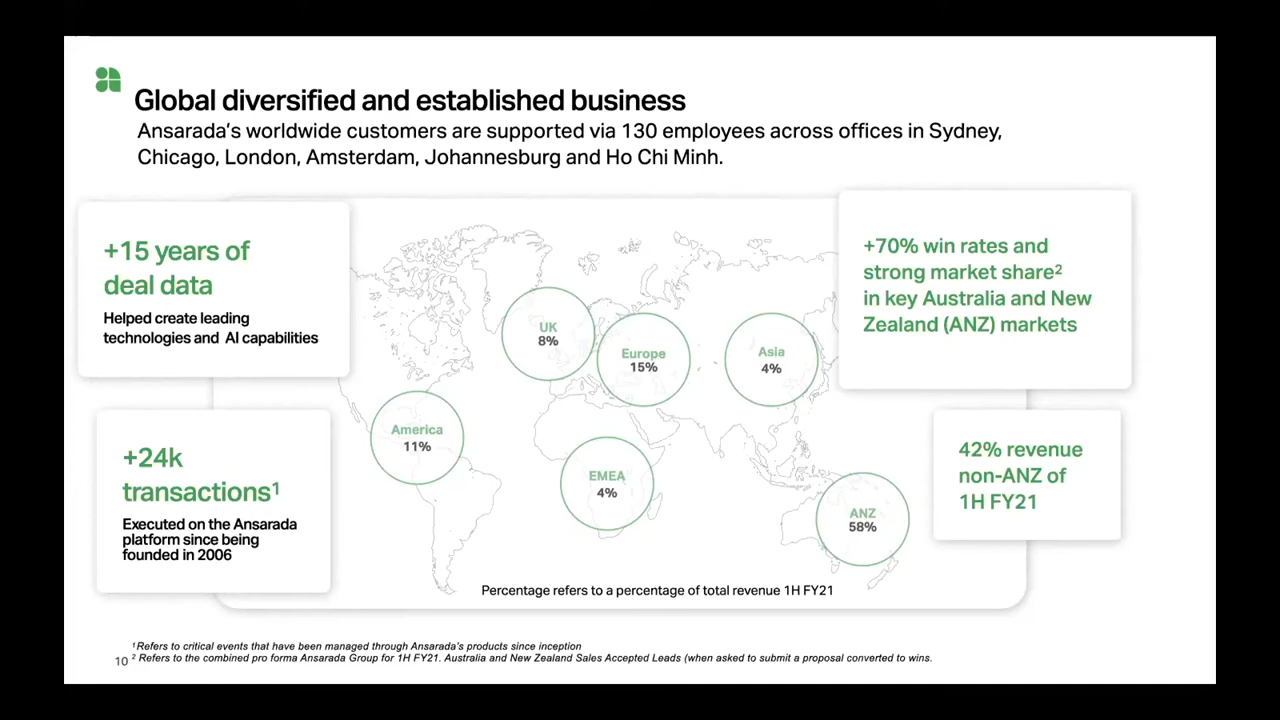 Global diversified and established business
Ansarada's worldwide customers are supported via 130 employees across offices in Sydney,
Chicago, London, Amsterdam, Johannesburg and Ho Chi Minh.
+15 years of
deal data
Helped create leading
technologies and AI capabilities
+24k
transactions¹
Executed on the Ansarada
platform since being
founded in 2006
America
11%
UK
8%
Europe
15%
EMEA
4%
Asia
4%
ANZ
58%
Percentage refers to a percentage of total revenue 1H FY21
+70% win rates and
strong market share²
in key Australia and New
Zealand (ANZ) markets
42% revenue
non-ANZ of
1H FY21
¹ Refers to critical events that have been managed through Ansarada's products since inception
10 ² Refers to the combined pro forma Ansarada Group for 1H FY21. Australia and New Zealand Sales Accepted Leads (when asked to submit a proposal converted to wins.